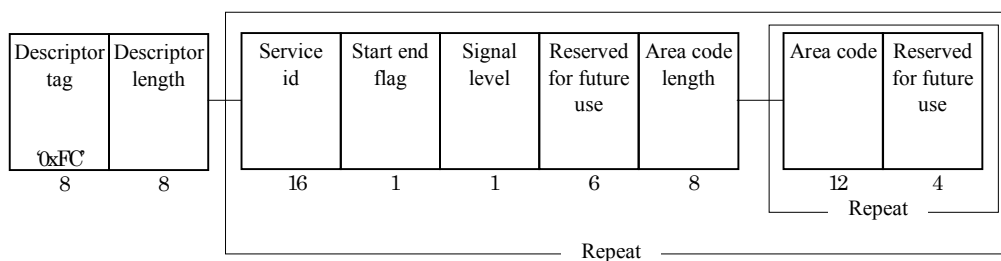 Descriptor tag
'0xFC'
8
Descriptor length
8
Service id
16
Start end flag
1
Signal level
1
Reserved for future use
6
Area code length
8
Area code
12
Reserved for future use
4
Repeat
Repeat